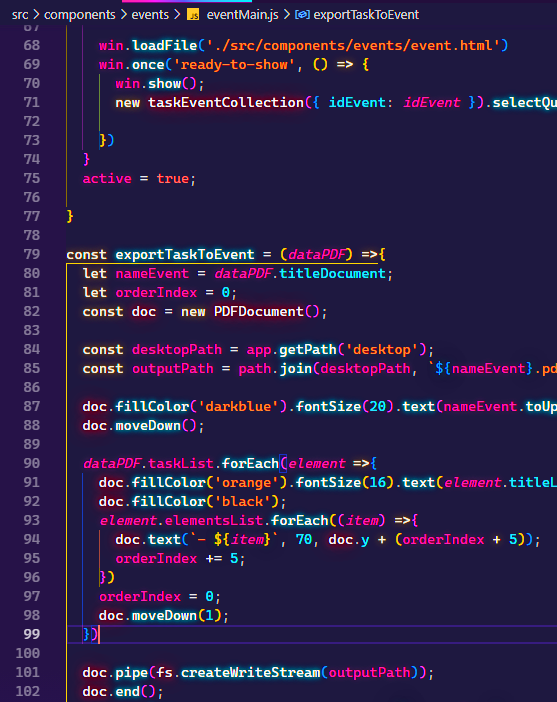 src > components > events > JS eventMain.js > exportTaskToEvent
68 win.loadFile('./src/components/events/event.html')
69 win.once('ready-to-show', () => {
70 win.show();
71 new taskEventCollection({ idEvent: idEvent }).selectQu
72
73 })
74 }
75 active = true;
76
77 }
78
79 const exportTaskToEvent = (dataPDF) =>{
80 let nameEvent = dataPDF.titleDocument;
81 let orderIndex = 0;
82 const doc = new PDFDocument();
83
84 const desktopPath = app.getPath('desktop');
85 const outputPath = path.join(desktopPath, `${nameEvent}.pd
86
87 doc.fillColor('darkblue').fontSize(20).text(nameEvent.toUp
88 doc.moveDown();
89
90 dataPDF.taskList.forEach(element =>{
91 doc.fillColor('orange').fontSize(16).text(element.titleL
92 doc.fillColor('black');
93 element.elementsList.forEach((item) =>{
94 doc.text(`- ${item}`, 70, doc.y + (orderIndex + 5));
95 orderIndex += 5;
96 })
97 orderIndex = 0;
98 doc.moveDown(1);
99 })
100
101 doc.pipe(fs.createWriteStream(outputPath));
102 doc.end();